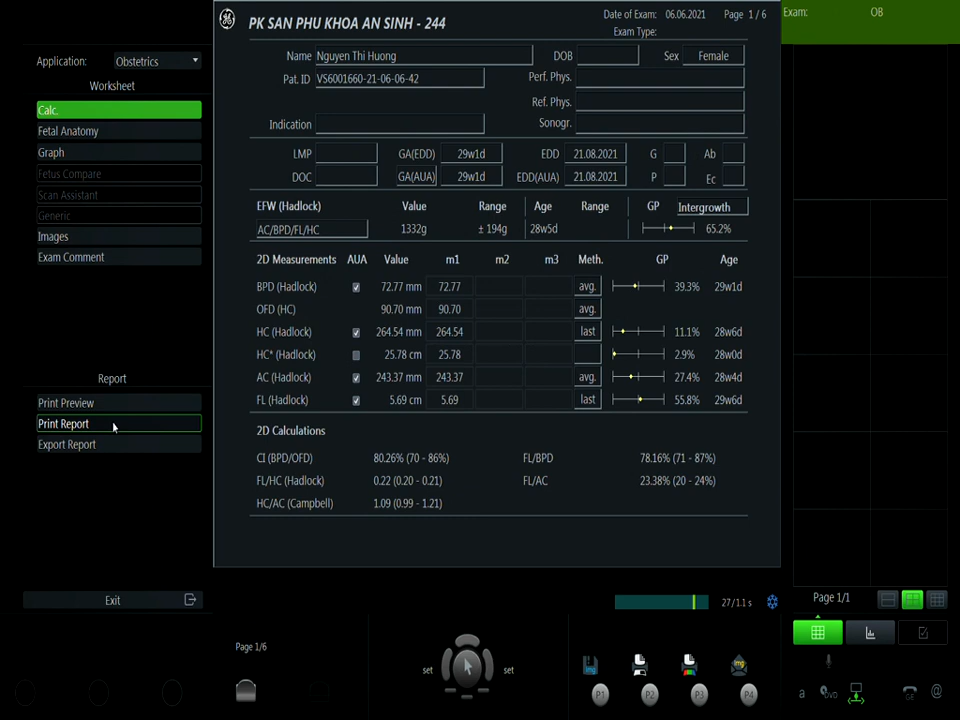 Application: Obstetrics
Worksheet
Calc.
Fetal Anatomy
Graph
Fetus Compare
Scan Assistant
Generic
Images
Exam Comment
Report
Print Preview
Print Report
Export Report
Exit
PK SAN PHU KHOA AN SINH - 244
Date of Exam: 06.06.2021 Page 1 / 6
Exam Type:
Name Nguyen Thi Huong DOB Sex Female
Pat. ID VS6001660-21-06-06-42 Perf. Phys.
Ref. Phys.
Indication Sonogr.
LMP GA(EDD) 29w1d EDD 21.08.2021 G Ab
DOC GA(AUA) 29w1d EDD(AUA) 21.08.2021 P Ec
EFW (Hadlock) Value Range Age Range GP Intergrowth
AC/BPD/FL/HC 1332g ± 194g 28w5d 65.2%
2D Measurements AUA Value m1 m2 m3 Meth. GP Age
BPD (Hadlock) 72.77 mm 72.77 avg. 39.3% 29w1d
OFD (HC) 90.70 mm 90.70 avg.
HC (Hadlock) 264.54 mm 264.54 last 11.1% 28w6d
HC* (Hadlock) 25.78 cm 25.78 2.9% 28w0d
AC (Hadlock) 243.37 mm 243.37 avg. 27.4% 28w4d
FL (Hadlock) 5.69 cm 5.69 last 55.8% 29w6d
2D Calculations
CI (BPD/OFD) 80.26% (70 - 86%) FL/BPD 78.16% (71 - 87%)
FL/HC (Hadlock) 0.22 (0.20 - 0.21) FL/AC 23.38% (20 - 24%)
HC/AC (Campbell) 1.09 (0.99 - 1.21)
Exam: OB
Page 1/1
27/1.1 s
Page 1/6
set set
P1 P2 P3 P4
img
a DVD @